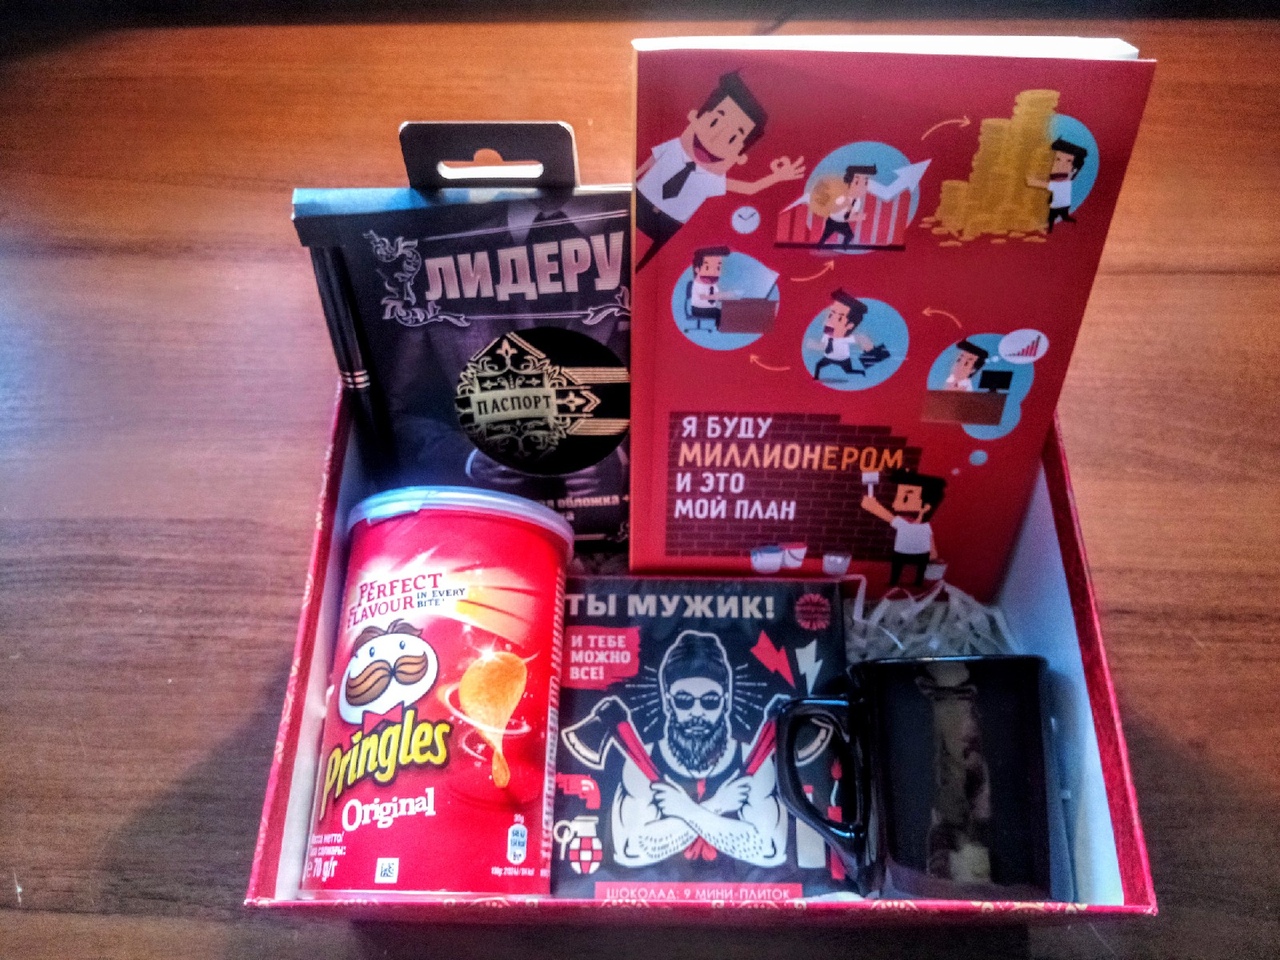 ЛИДЕРУ
ПАСПОРТ
обложка +
Я БУДУ
МИЛЛИОНЕРОМ,
И ЭТО
МОЙ ПЛАН
PERFECT
FLAVOUR IN EVERY
BITE!
Pringles
Original
70 g/г
ТЫ МУЖИК!
И ТЕБЕ
МОЖНО
ВСЕ!
ШОКОЛАД: 9 МИНИ-ПЛИТОК